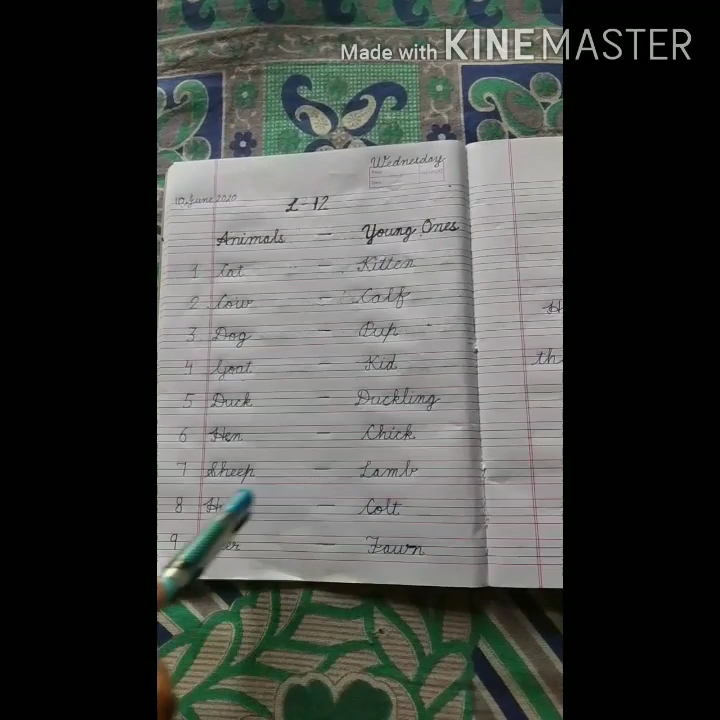 Made with KINEMASTER
Wednesday
10, June 2020
L-12
Animals — Young Ones
1 Cat — Kitten
2 Cow — Calf
3 Dog — Pup
4 Goat — Kid
5 Duck — Duckling
6 Hen — Chick
7 Sheep — Lamb
8 — Colt
9 — Fawn
th